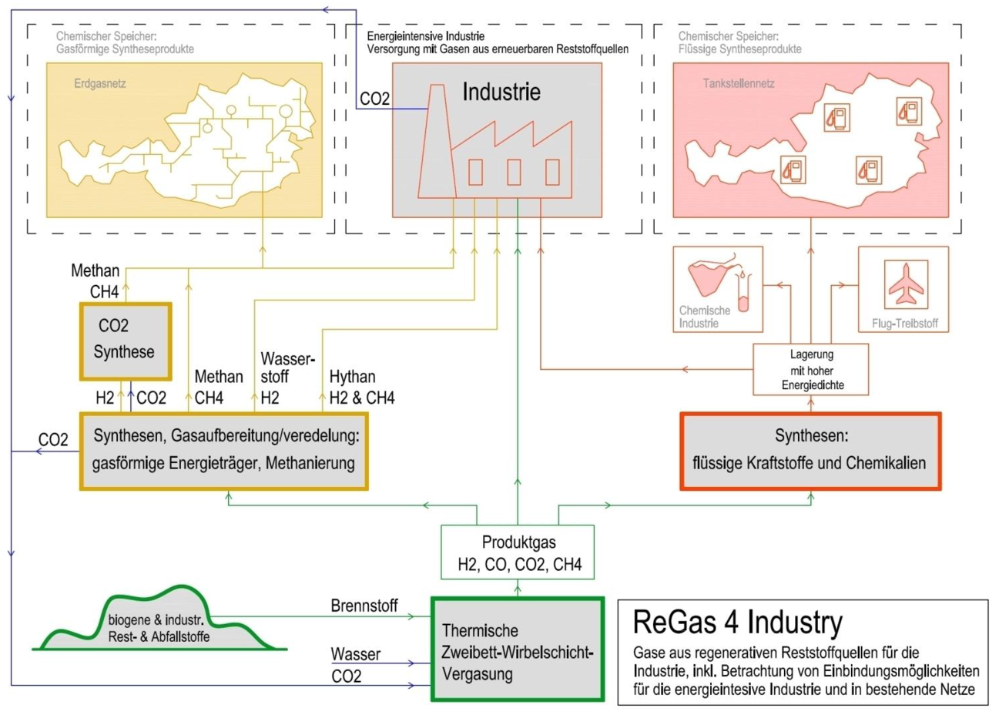 Chemischer Speicher:
Gasförmige Syntheseprodukte
Erdgasnetz
Energieintensive Industrie
Versorgung mit Gasen aus erneuerbaren Reststoffquellen
Industrie
CO2
Chemischer Speicher:
Flüssige Syntheseprodukte
Tankstellennetz
Methan
CH4
CO2
Synthese
H2
CO2
Methan
CH4
Wasser-
stoff
H2
Hythan
H2 & CH4
Chemische
Industrie
Flug-Treibstoff
Lagerung
mit hoher
Energiedichte
CO2
Synthesen, Gasaufbereitung/veredelung:
gasförmige Energieträger, Methanierung
Synthesen:
flüssige Kraftstoffe und Chemikalien
Produktgas
H2, CO, CO2, CH4
biogene & industr.
Rest- & Abfallstoffe
Brennstoff
Wasser
CO2
Thermische
Zweibett-Wirbelschicht-
Vergasung
ReGas 4 Industry
Gase aus regenerativen Reststoffquellen für die
Industrie, inkl. Betrachtung von Einbindungsmöglichkeiten
für die energieintesive Industrie und in bestehende Netze